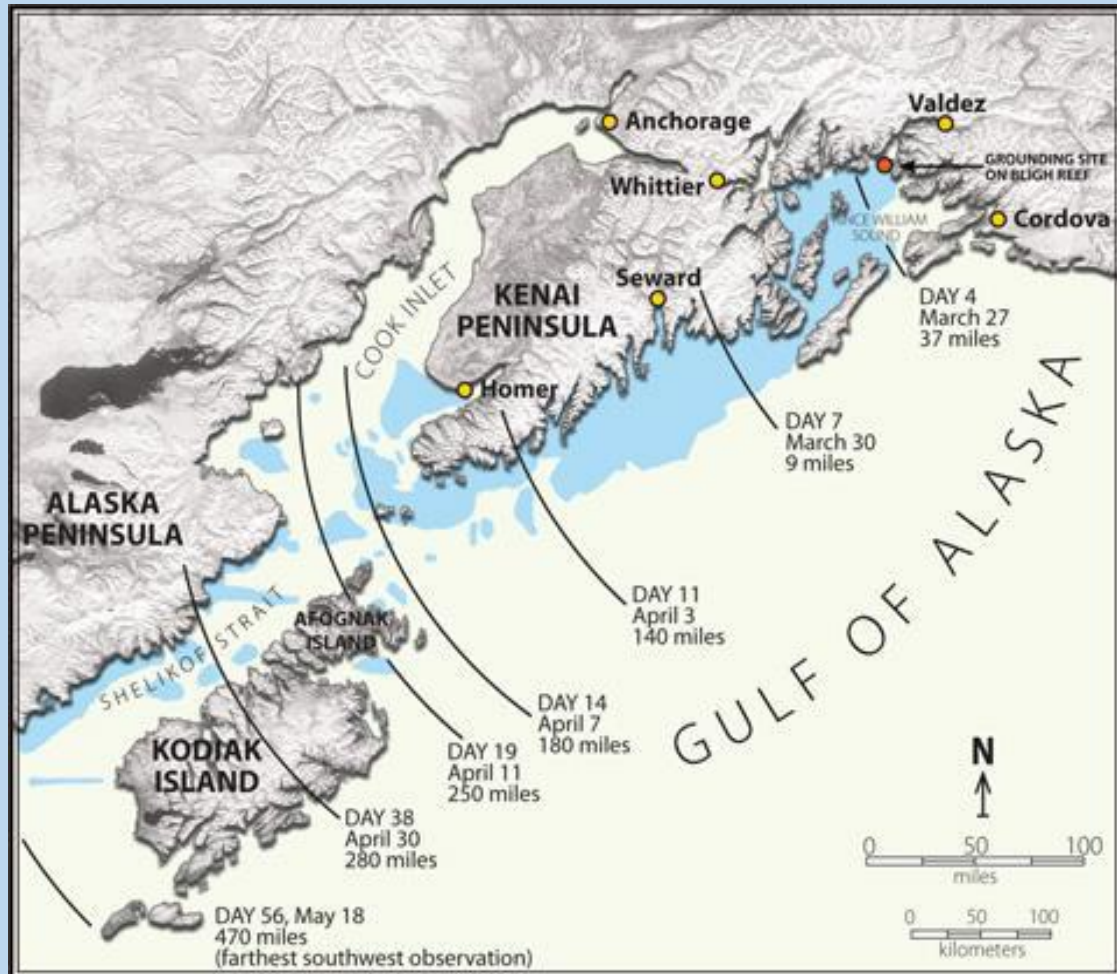 Valdez
Anchorage
GROUNDING SITE
ON BLIGH REEF
Whittier
NCE WILLIAM
SOUND
Cordova
COOK INLET
KENAI
PENINSULA
Seward
DAY 4
March 27
37 miles
Homer
DAY 7
March 30
9 miles
GULF OF ALASKA
ALASKA
PENINSULA
DAY 11
April 3
140 miles
AFOGNAK
ISLAND
SHELIKOF STRAIT
DAY 14
April 7
180 miles
DAY 19
April 11
250 miles
KODIAK
ISLAND
DAY 38
April 30
280 miles
N
0 50 100
miles
0 50 100
kilometers
DAY 56, May 18
470 miles
(farthest southwest observation)